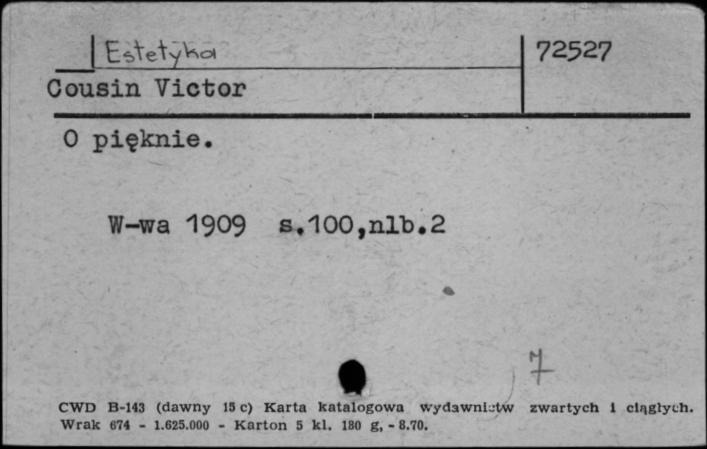 Estetyka 72527
Cousin Victor
O pięknie.
W-wa 1909 s.100,nlb.2
7
CWD B-143 (dawny 15 c) Karta katalogowa wydawnictw zwartych i ciągłych.
Wrak 674 - 1.625.000 - Karton 5 kl. 180 g, - 8.70.